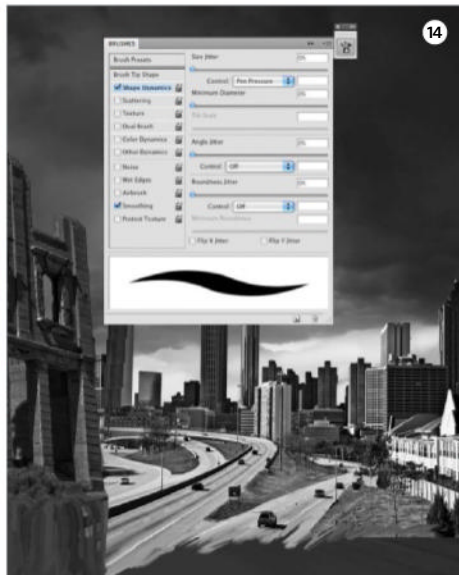 14
BRUSHES
Brush Presets
Brush Tip Shape
Shape Dynamics
Scattering
Texture
Dual Brush
Color Dynamics
Other Dynamics
Noise
Wet Edges
Airbrush
Smoothing
Protect Texture
Size Jitter 0%
Control: Pen Pressure
Minimum Diameter 0%
Tilt Scale
Angle Jitter 0%
Control: Off
Roundness Jitter 0%
Control: Off
Minimum Roundness
Flip X Jitter Flip Y Jitter